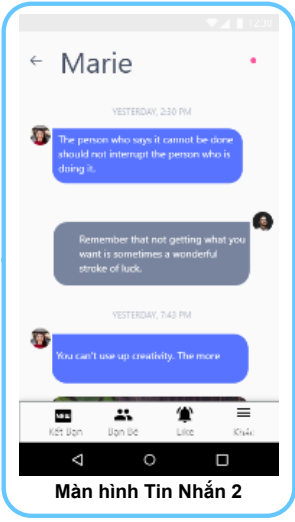 12:30
← Marie
YESTERDAY, 2:30 PM
The person who says it cannot be done
should not interrupt the person who is
doing it.
Remember that not getting what you
want is sometimes a wonderful
stroke of luck.
YESTERDAY, 7:43 PM
You can't use up creativity. The more
Kết Bạn Bạn Bè Like Khác
Màn hình Tin Nhắn 2